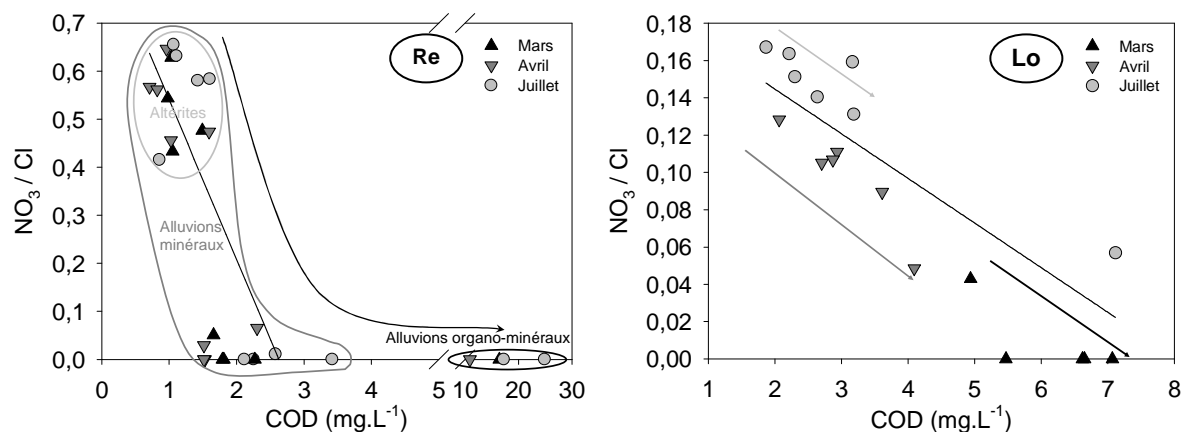 0,7
0,6
0,5
0,4
0,3
0,2
0,1
0,0
NO3 / Cl
Re
Mars
Avril
Juillet
Altérites
Alluvions
minéraux
Alluvions organo-minéraux
0 1 2 3 4 5 10 20 30
COD (mg.L-1)
0,18
0,16
0,14
0,12
0,10
0,08
0,06
0,04
0,02
0,00
NO3 / Cl
Lo
Mars
Avril
Juillet
1 2 3 4 5 6 7 8
COD (mg.L-1)